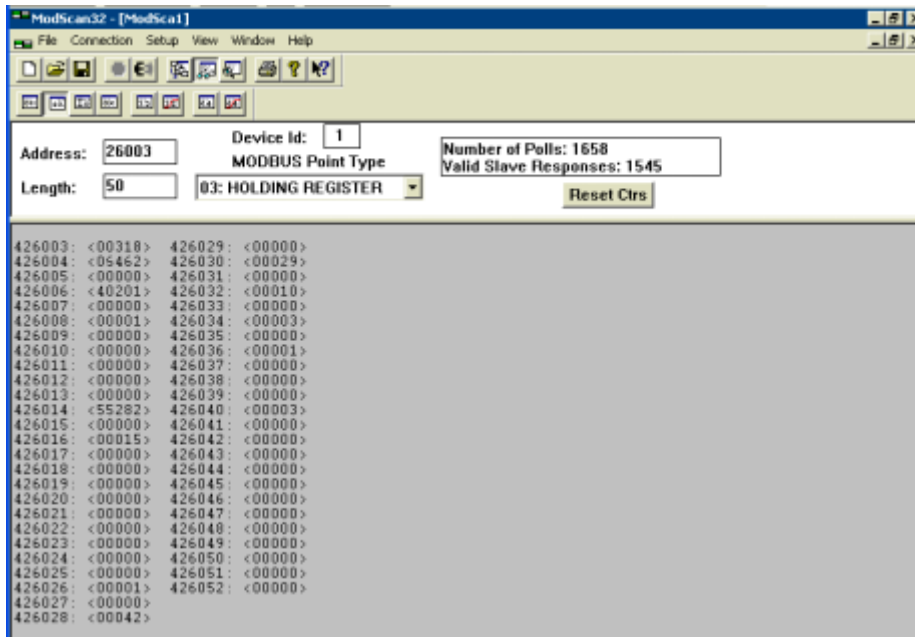 ModScan32 - [ModSca1]
File Connection Setup View Window Help
Address: 26003
Device Id: 1
MODBUS Point Type
Length: 50
03: HOLDING REGISTER
Number of Polls: 1658
Valid Slave Responses: 1545
Reset Ctrs
426003: <00318> 426029: <00000>
426004: <05462> 426030: <00029>
426005: <00000> 426031: <00000>
426006: <40201> 426032: <00010>
426007: <00000> 426033: <00000>
426008: <00001> 426034: <00003>
426009: <00000> 426035: <00000>
426010: <00000> 426036: <00001>
426011: <00000> 426037: <00000>
426012: <00000> 426038: <00000>
426013: <00000> 426039: <00000>
426014: <55282> 426040: <00003>
426015: <00000> 426041: <00000>
426016: <00015> 426042: <00000>
426017: <00000> 426043: <00000>
426018: <00000> 426044: <00000>
426019: <00000> 426045: <00000>
426020: <00000> 426046: <00000>
426021: <00000> 426047: <00000>
426022: <00000> 426048: <00000>
426023: <00000> 426049: <00000>
426024: <00000> 426050: <00000>
426025: <00000> 426051: <00000>
426026: <00001> 426052: <00000>
426027: <00000>
426028: <00042>